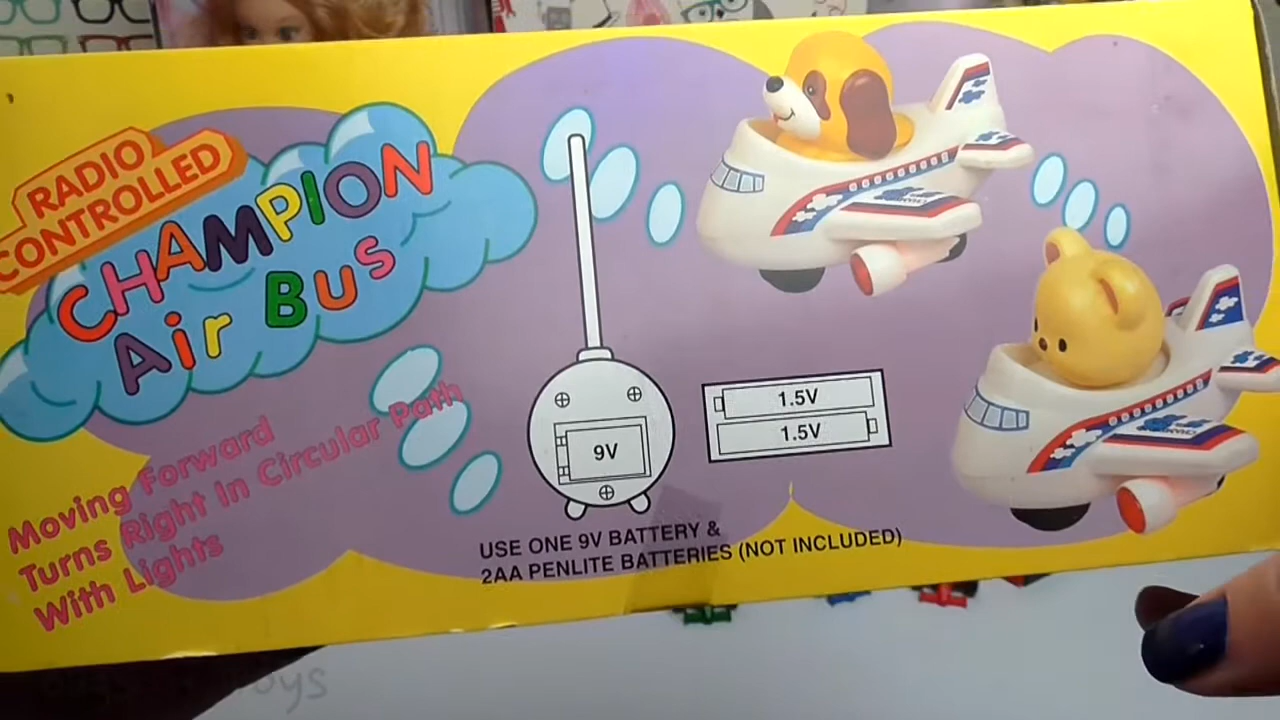 RADIO
CONTROLLED
CHAMPION
Air Bus
Moving Forward
Turns Right In Circular Path
With Lights
9V
1.5V
1.5V
USE ONE 9V BATTERY &
2AA PENLITE BATTERIES (NOT INCLUDED)